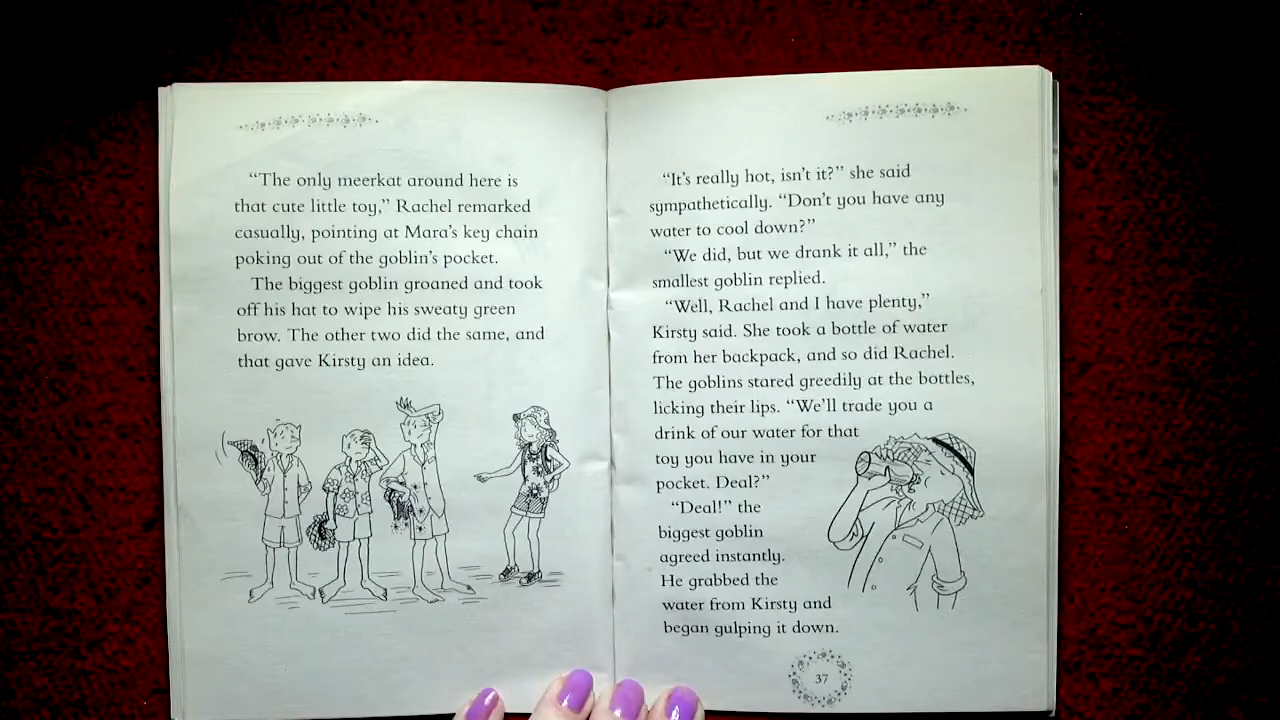 “The only meerkat around here is
that cute little toy,” Rachel remarked
casually, pointing at Mara’s key chain
poking out of the goblin’s pocket.
The biggest goblin groaned and took
off his hat to wipe his sweaty green
brow. The other two did the same, and
that gave Kirsty an idea.
“It’s really hot, isn’t it?” she said
sympathetically. “Don’t you have any
water to cool down?”
“We did, but we drank it all,” the
smallest goblin replied.
“Well, Rachel and I have plenty,”
Kirsty said. She took a bottle of water
from her backpack, and so did Rachel.
The goblins stared greedily at the bottles,
licking their lips. “We’ll trade you a
drink of our water for that
toy you have in your
pocket. Deal?”
“Deal!” the
biggest goblin
agreed instantly.
He grabbed the
water from Kirsty and
began gulping it down.
37